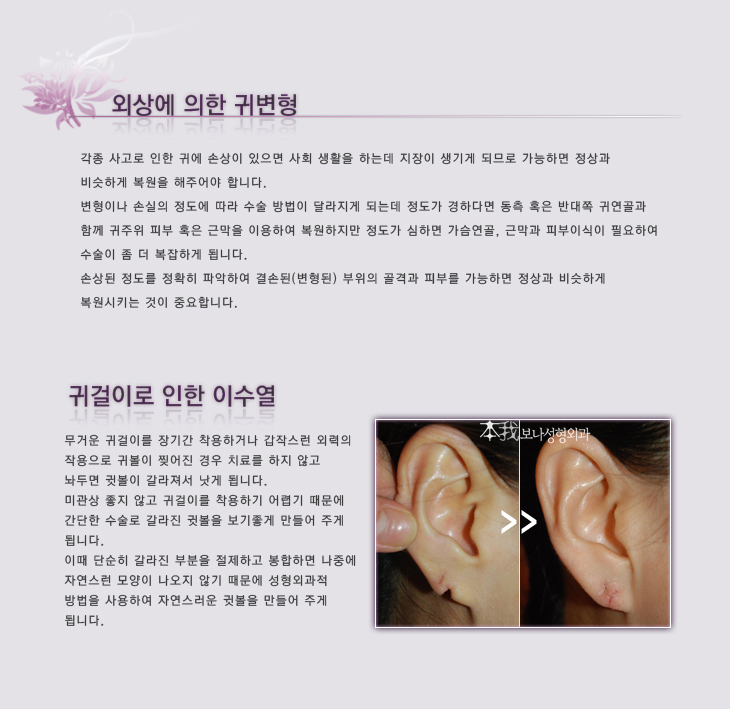 외상에 의한 귀변형
각종 사고로 인한 귀에 손상이 있으면 사회 생활을 하는데 지장이 생기게 되므로 가능하면 정상과
비슷하게 복원을 해주어야 합니다.
변형이나 손실의 정도에 따라 수술 방법이 달라지게 되는데 정도가 경하다면 동측 혹은 반대쪽 귀연골과
함께 귀주위 피부 혹은 근막을 이용하여 복원하지만 정도가 심하면 가슴연골, 근막과 피부이식이 필요하여
수술이 좀 더 복잡하게 됩니다.
손상된 정도를 정확히 파악하여 결손된(변형된) 부위의 골격과 피부를 가능하면 정상과 비슷하게
복원시키는 것이 중요합니다.
귀걸이로 인한 이수열
무거운 귀걸이를 장기간 착용하거나 갑작스런 외력의
작용으로 귀볼이 찢어진 경우 치료를 하지 않고
놔두면 귓볼이 갈라져서 낫게 됩니다.
미관상 좋지 않고 귀걸이를 착용하기 어렵기 때문에
간단한 수술로 갈라진 귓볼을 보기좋게 만들어 주게
됩니다.
이때 단순히 갈라진 부분을 절제하고 봉합하면 나중에
자연스런 모양이 나오지 않기 때문에 성형외과적
방법을 사용하여 자연스러운 귓볼을 만들어 주게
됩니다.
本我 보나성형외과
>>